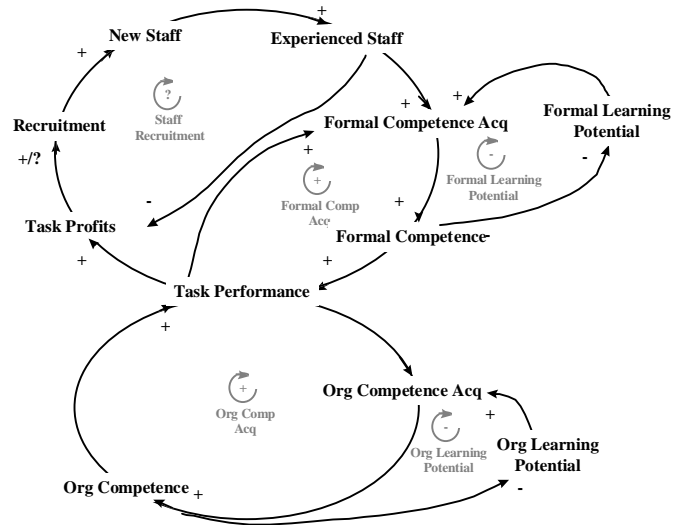 New Staff
+
Experienced Staff
+
?
Staff
Recruitment
Recruitment
+/?
+
Formal Competence Acq
+
+
Formal Learning
Potential
-
-
Formal Learning
Potential
+
Formal Comp
Acc
-
Task Profits
+
+
Formal Competence-
+
Task Performance
+
+
Org Comp
Acq
Org Competence Acq
+
-
Org Learning
Potential
Org Learning
Potential
-
Org Competence
+